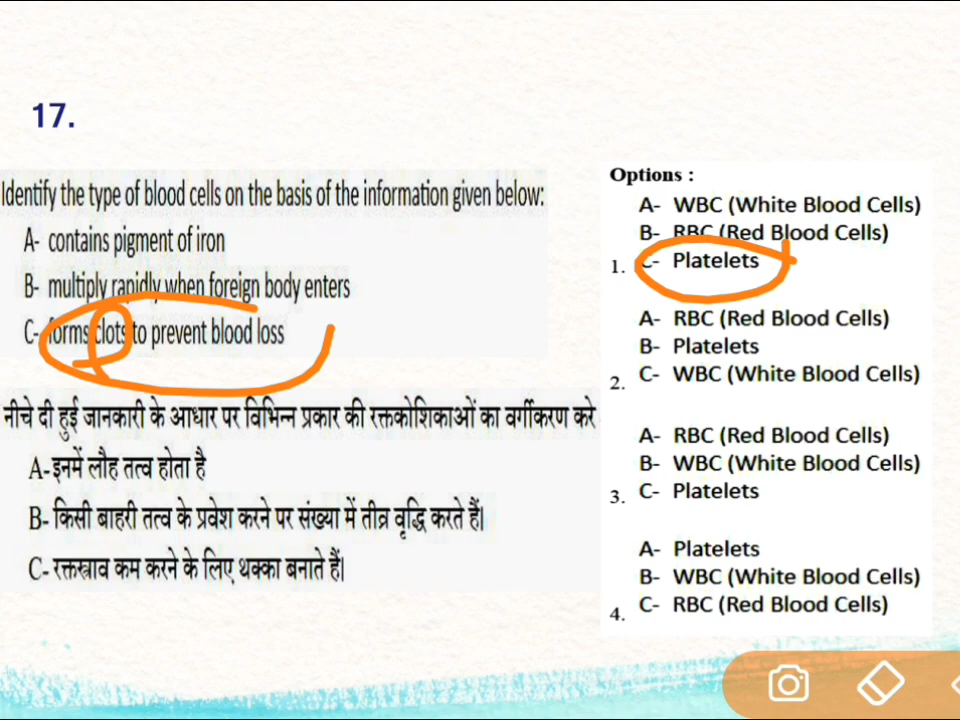 17.
Identify the type of blood cells on the basis of the information given below:
A- contains pigment of iron
B- multiply rapidly when foreign body enters
C- forms clots to prevent blood loss
नीचे दी हुई जानकारी के आधार पर विभिन्न प्रकार की रक्तकोशिकाओं का वर्गीकरण करे
A-इनमें लौह तत्व होता है
B- किसी बाहरी तत्व के प्रवेश करने पर संख्या में तीव्र वृद्धि करते हैं।
C- रक्तस्त्राव कम करने के लिए थक्का बनाते हैं।
Options :
A- WBC (White Blood Cells)
B- RBC (Red Blood Cells)
1. C- Platelets
A- RBC (Red Blood Cells)
B- Platelets
2. C- WBC (White Blood Cells)
A- RBC (Red Blood Cells)
B- WBC (White Blood Cells)
3. C- Platelets
A- Platelets
B- WBC (White Blood Cells)
4. C- RBC (Red Blood Cells)